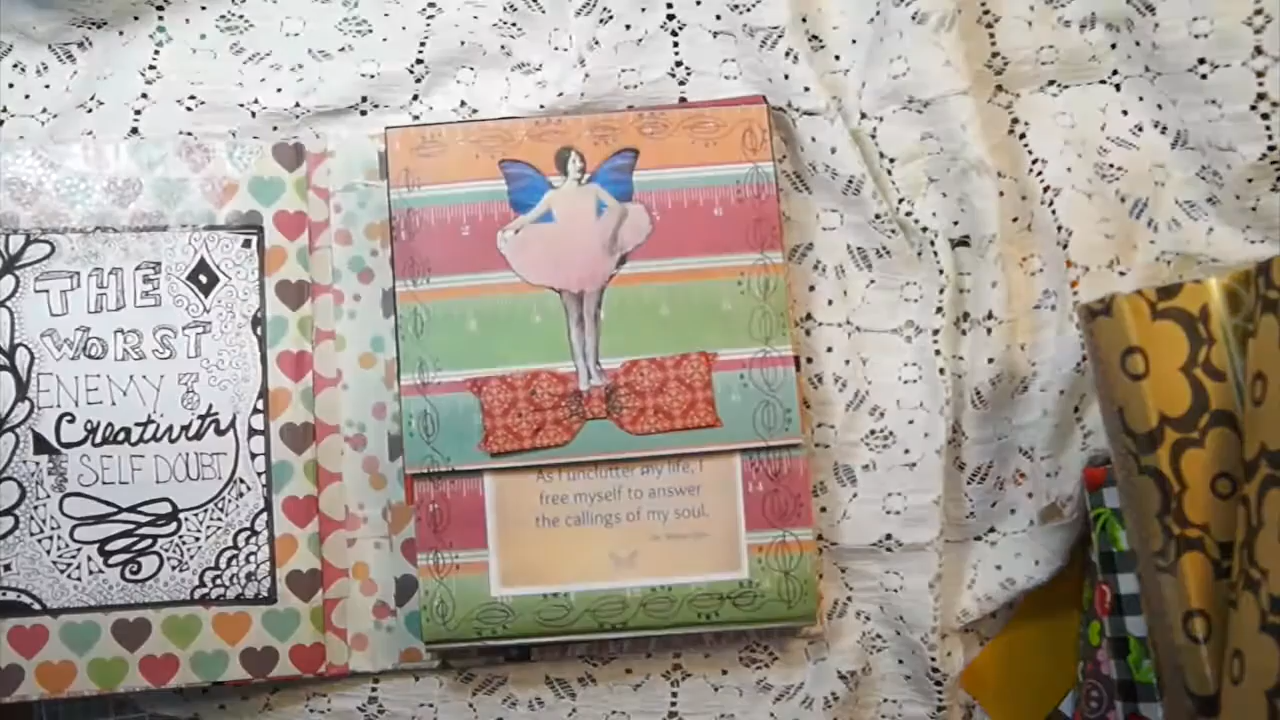 THE
WORST
ENEMY TO
Creativity
IS
SELF DOUBT
As I unclutter my life, I
free myself to answer
the callings of my soul.